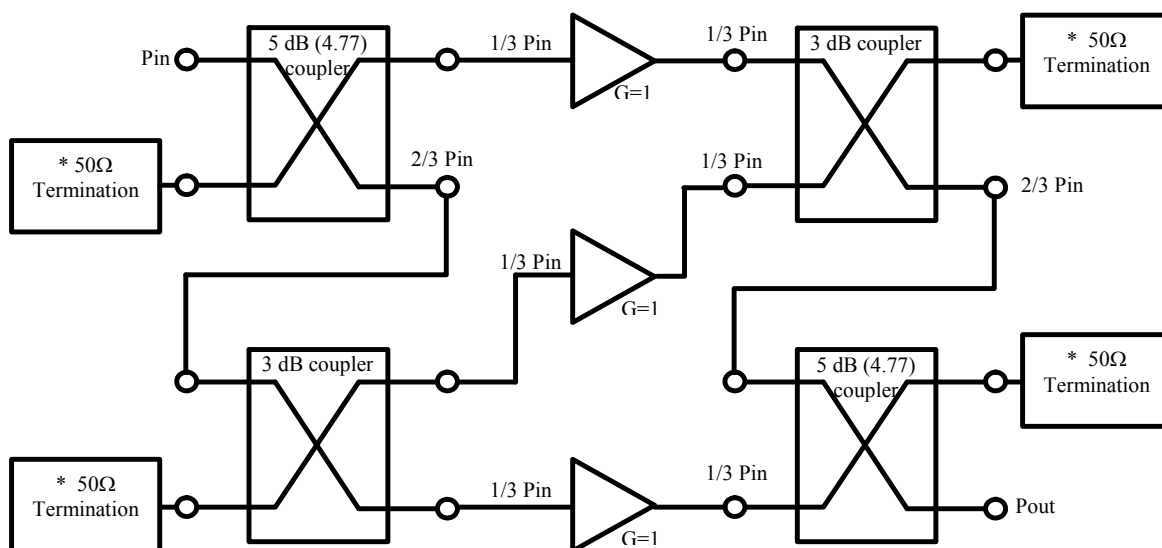 5 dB (4.77)
coupler
1/3 Pin
1/3 Pin
3 dB coupler
* 50Ω
Termination
Pin
G=1
* 50Ω
Termination
2/3 Pin
1/3 Pin
2/3 Pin
1/3 Pin
G=1
3 dB coupler
5 dB (4.77)
coupler
* 50Ω
Termination
* 50Ω
Termination
1/3 Pin
1/3 Pin
Pout
G=1